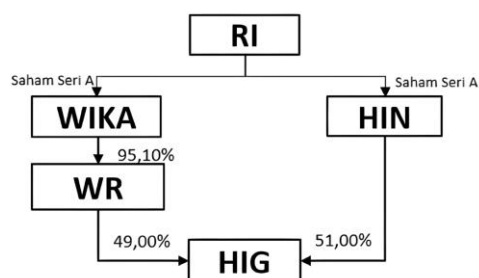 RI
Saham Seri A
Saham Seri A
WIKA
HIN
95,10%
WR
49,00%
51,00%
HIG